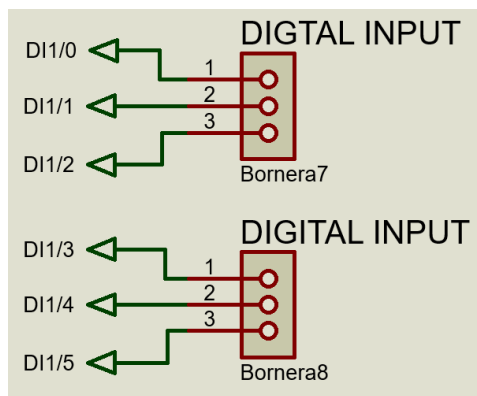 DIGTAL INPUT
DI1/0
1
DI1/1
2
3
DI1/2
Bornera7
DIGITAL INPUT
DI1/3
1
DI1/4
2
3
DI1/5
Bornera8